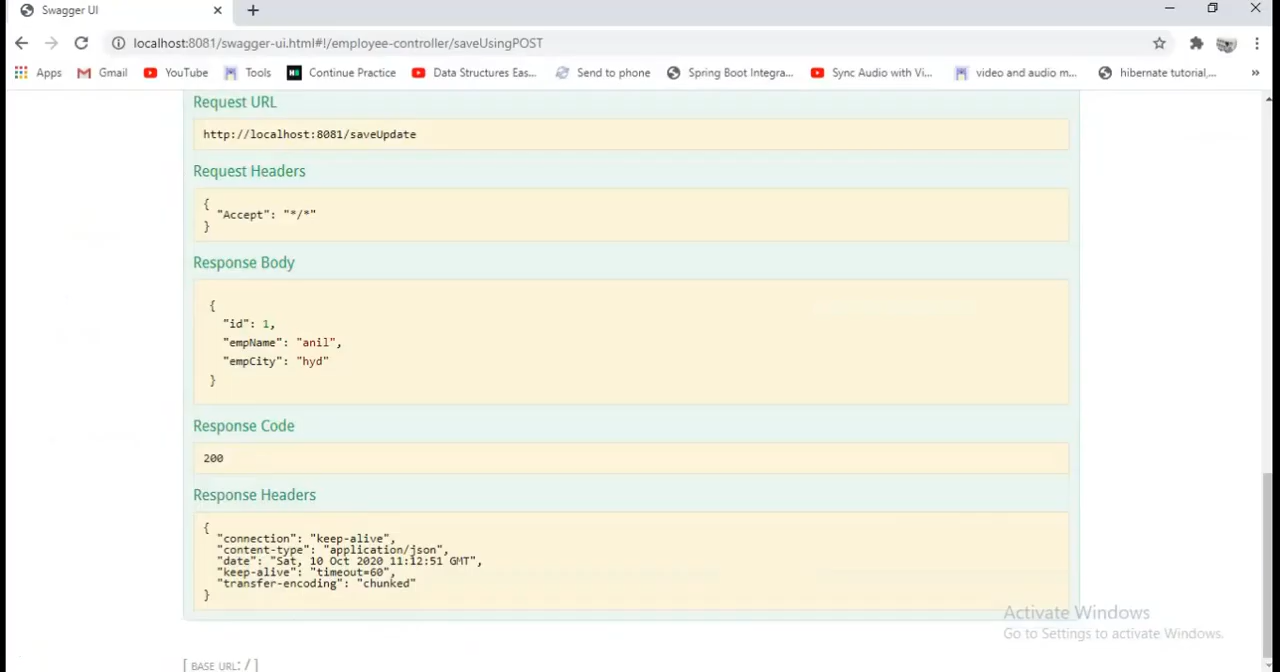 Swagger UI
localhost:8081/swagger-ui.html#!/employee-controller/saveUsingPOST
Apps Gmail YouTube Tools Continue Practice Data Structures Eas... Send to phone Spring Boot Integra... Sync Audio with Vi... video and audio m... hibernate tutorial,... »
Request URL
http://localhost:8081/saveUpdate
Request Headers
{
"Accept": "*/*"
}
Response Body
{
"id": 1,
"empName": "anil",
"empCity": "hyd"
}
Response Code
200
Response Headers
{
"connection": "keep-alive",
"content-type": "application/json",
"date": "Sat, 10 Oct 2020 11:12:51 GMT",
"keep-alive": "timeout=60",
"transfer-encoding": "chunked"
}
Activate Windows
Go to Settings to activate Windows.
[ BASE URL: / ]